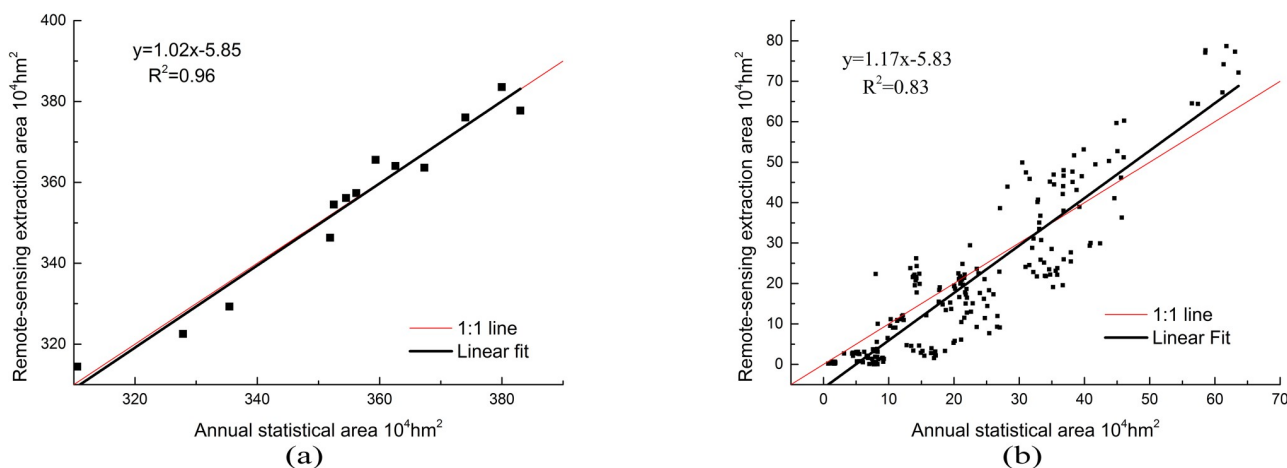 y=1.02x-5.85
R²=0.96
400
380
360
340
320
Remote-sensing extraction area 10⁴hm²
1:1 line
Linear fit
320 340 360 380
Annual statistical area 10⁴hm²
(a)
y=1.17x-5.83
R²=0.83
80
70
60
50
40
30
20
10
0
Remote-sensing extraction area 10⁴hm²
1:1 line
Linear Fit
0 10 20 30 40 50 60 70
Annual statistical area 10⁴hm²
(b)